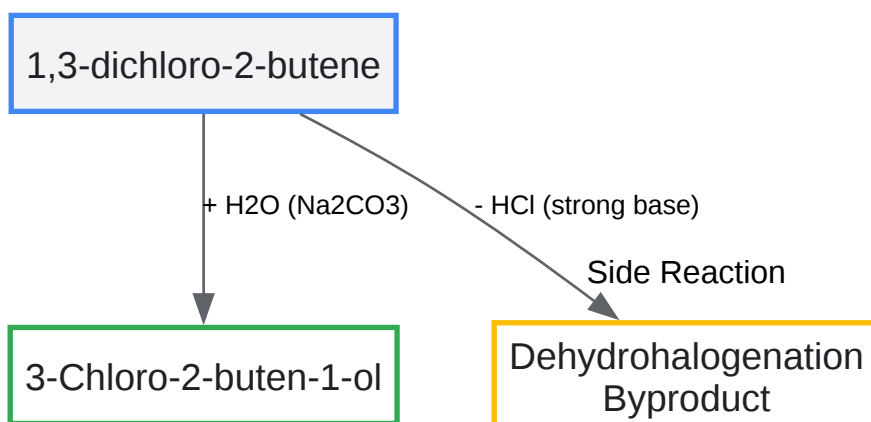 1,3-dichloro-2-butene
+ H2O (Na2CO3)
- HCl (strong base)
Side Reaction
3-Chloro-2-buten-1-ol
Dehydrohalogenation
Byproduct